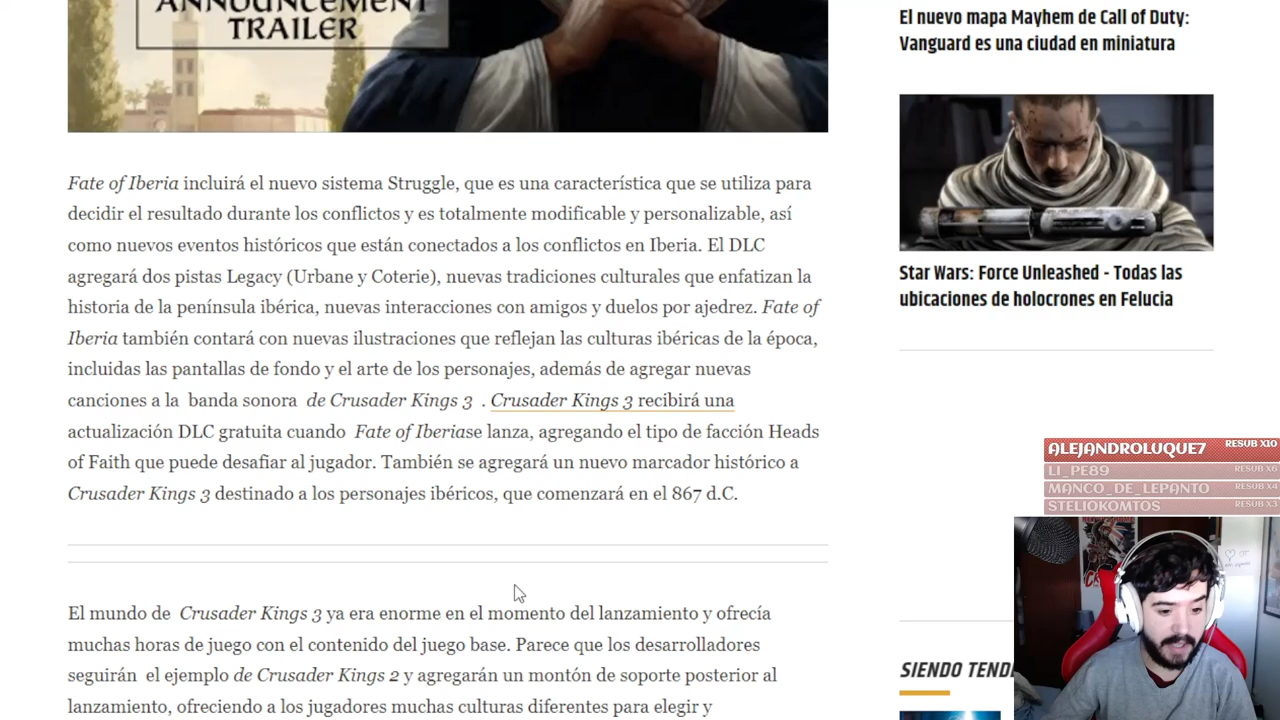 ANNOUNCEMENT
TRAILER
Fate of Iberia incluirá el nuevo sistema Struggle, que es una característica que se utiliza para
decidir el resultado durante los conflictos y es totalmente modificable y personalizable, así
como nuevos eventos históricos que están conectados a los conflictos en Iberia. El DLC
agregará dos pistas Legacy (Urbane y Coterie), nuevas tradiciones culturales que enfatizan la
historia de la península ibérica, nuevas interacciones con amigos y duelos por ajedrez. Fate of
Iberia también contará con nuevas ilustraciones que reflejan las culturas ibéricas de la época,
incluidas las pantallas de fondo y el arte de los personajes, además de agregar nuevas
canciones a la banda sonora de Crusader Kings 3 . Crusader Kings 3 recibirá una
actualización DLC gratuita cuando Fate of Iberiase lanza, agregando el tipo de facción Heads
of Faith que puede desafiar al jugador. También se agregará un nuevo marcador histórico a
Crusader Kings 3 destinado a los personajes ibéricos, que comenzará en el 867 d.C.
El mundo de Crusader Kings 3 ya era enorme en el momento del lanzamiento y ofrecía
muchas horas de juego con el contenido del juego base. Parece que los desarrolladores
seguirán el ejemplo de Crusader Kings 2 y agregarán un montón de soporte posterior al
lanzamiento, ofreciendo a los jugadores muchas culturas diferentes para elegir y
El nuevo mapa Mayhem de Call of Duty:
Vanguard es una ciudad en miniatura
Star Wars: Force Unleashed - Todas las
ubicaciones de holocrones en Felucia
ALEJANDROLUQUE7 RESUB X10
LI_PE89 RESUB X6
MANCO_DE_LEPANTO RESUB X4
STELIOKOMTOS RESUB X3
SIENDO TENDE